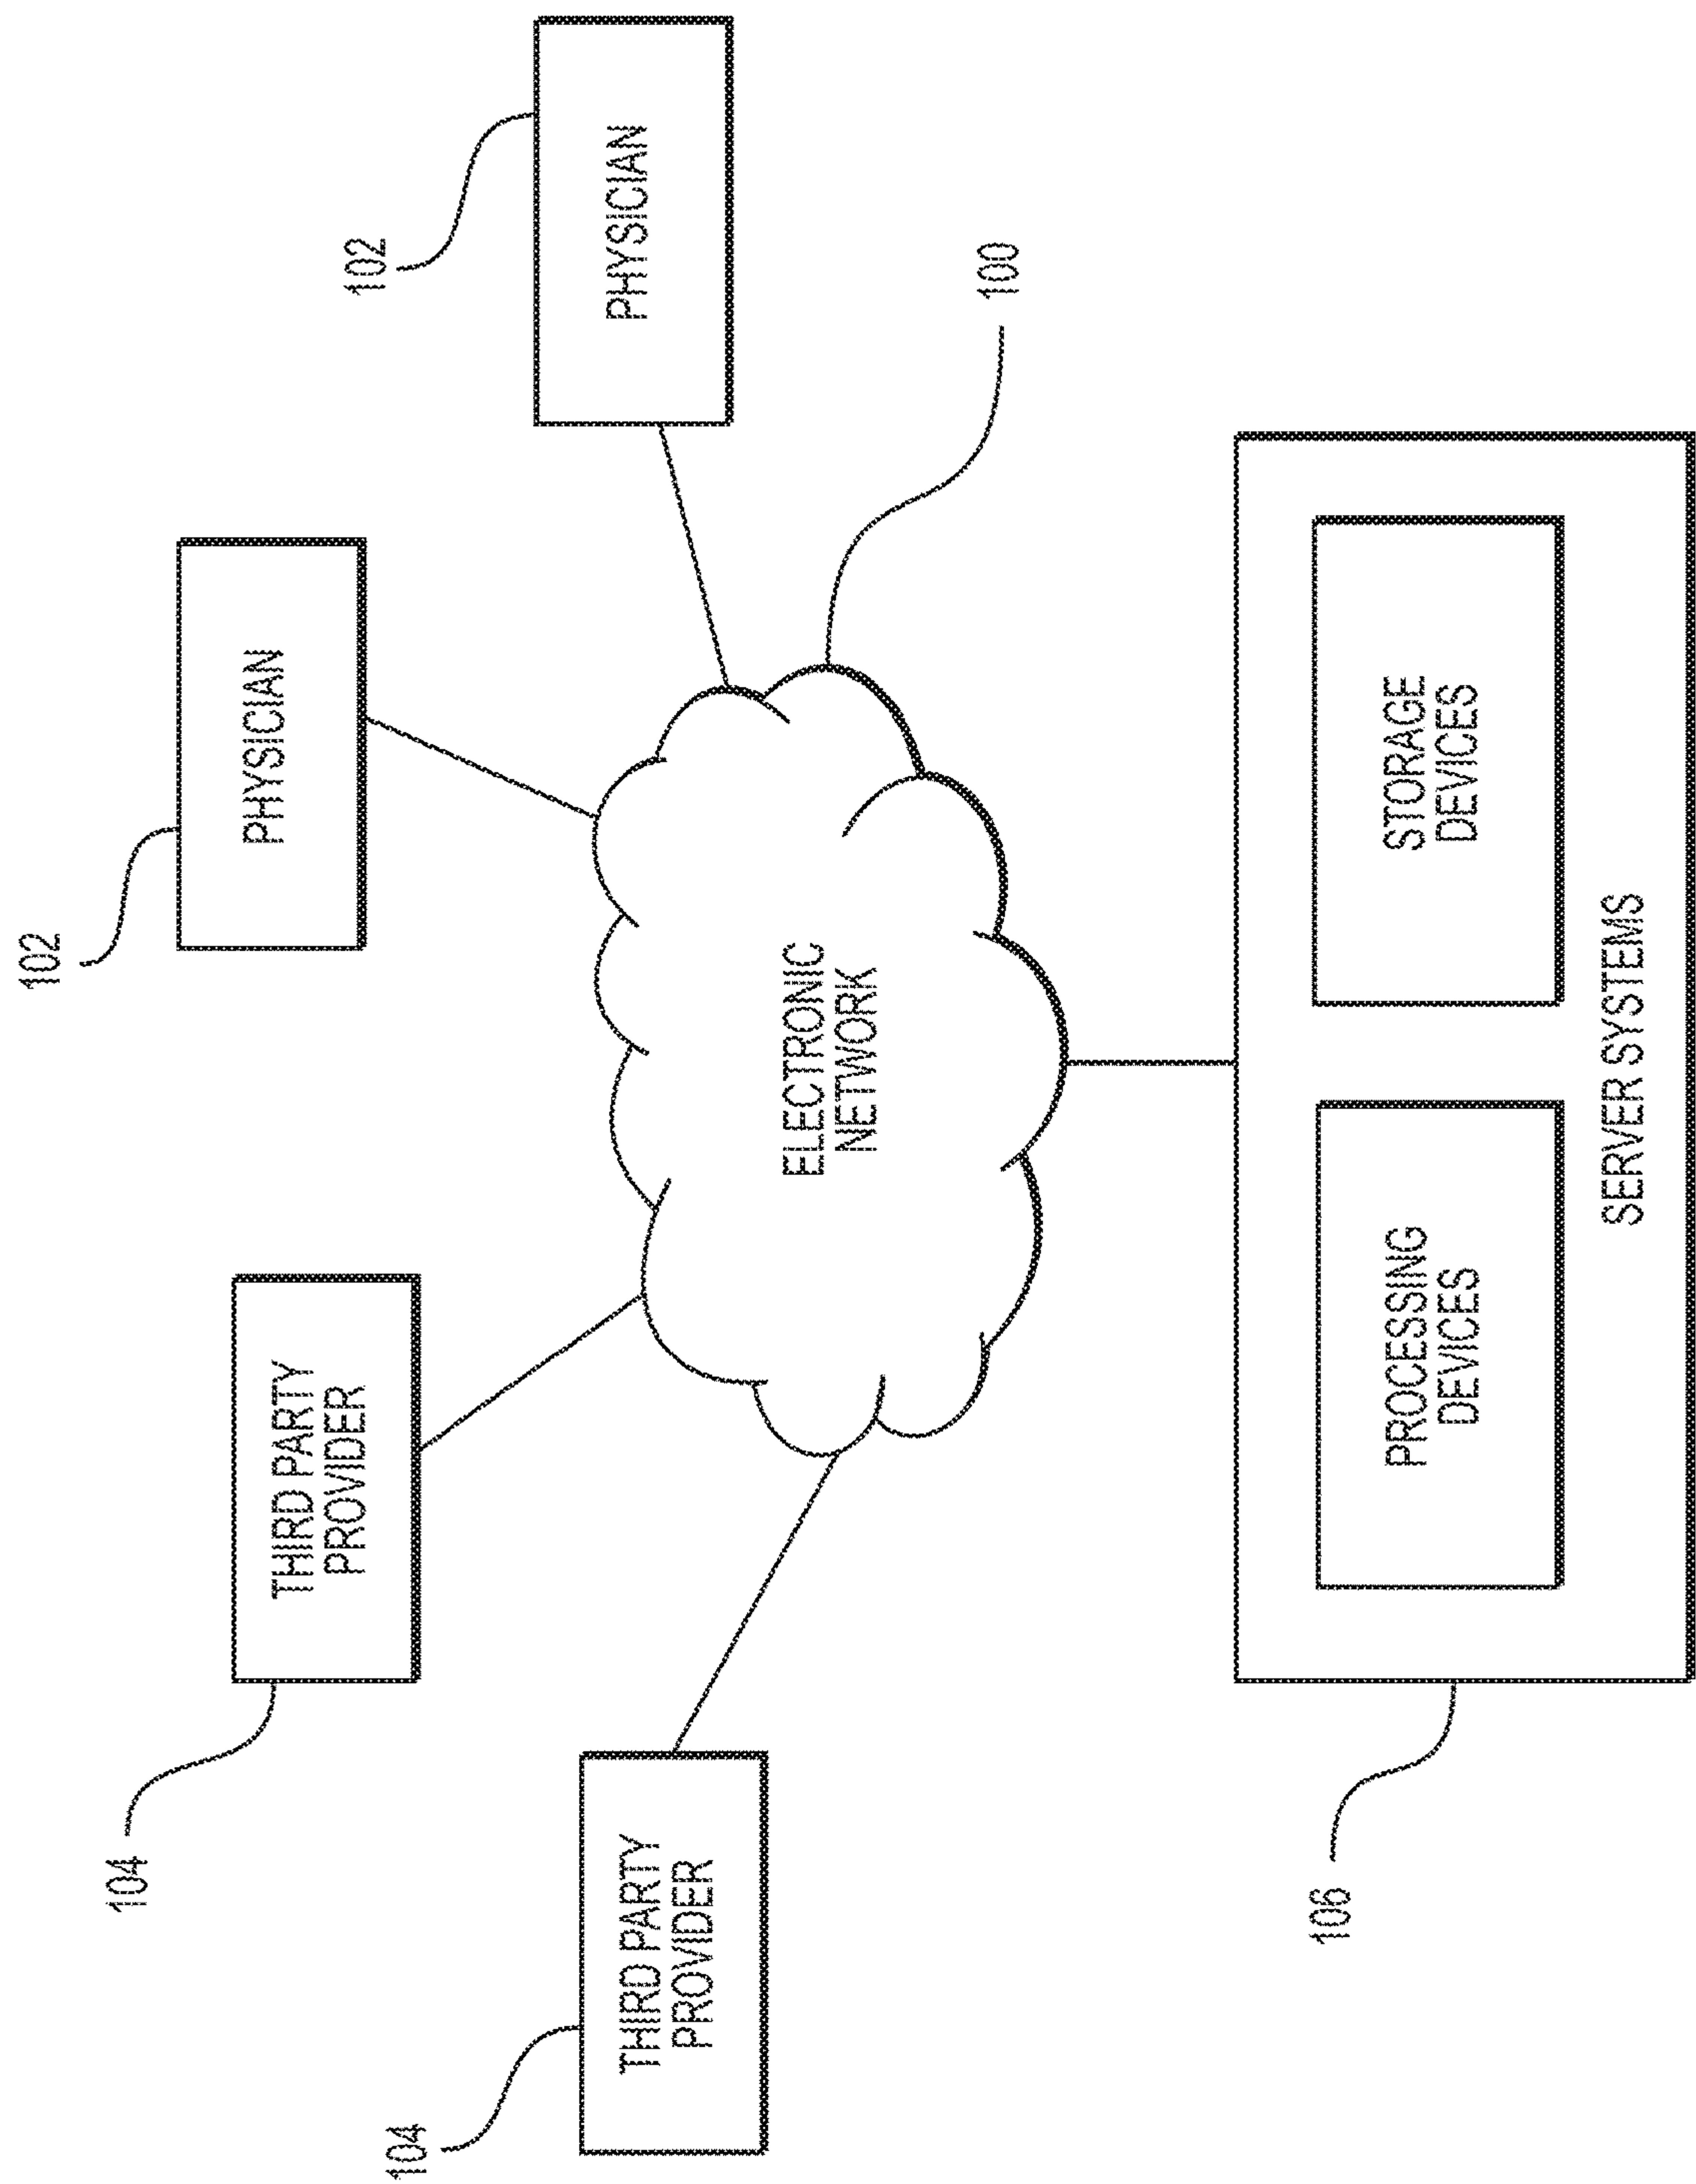 102
PHYSICIAN
102
PHYSICIAN
104
THIRD PARTY
PROVIDER
104
THIRD PARTY
PROVIDER
100
ELECTRONIC
NETWORK
106
PROCESSING
DEVICES
STORAGE
DEVICES
SERVER SYSTEMS